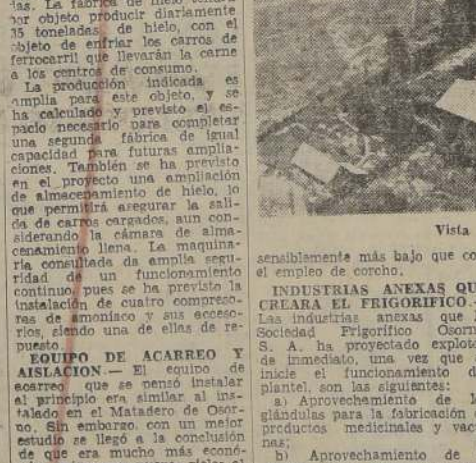 las. La fábrica de hielo
por objeto producir diariamente
35 toneladas de hielo, con el
objeto de enfriar los carros de
ferrocarril que llevarán la carne
a los centros de consumo.
La producción indicada es
amplia para este objeto, y se
ha calculado y previsto el es-
pacio necesario para completar
una segunda fábrica de igual
capacidad para futuras amplia-
ciones. También se ha previsto
en el proyecto una ampliación
de almacenamiento de hielo, lo
que permitirá asegurar la sali-
da de carros cargados, aun con-
siderando la cámara de alma-
cenamiento llena. La maquina-
ria consultada da amplia segu-
ridad de un funcionamiento
continuo, pues se ha previsto la
instalación de cuatro compreso-
res de amoníaco y sus acceso-
rios, siendo una de ellas de re-
puesto.
EQUIPO DE ACARREO Y
AISLACION.— El equipo de
acarreo que se pensó instalar
al principio era similar al ins-
talado en el Matadero de Osor-
no. Sin embargo, con un mejor
estudio se llegó a la conclusión
de que era mucho más econó-
Vista
sensiblemente más bajo que co
el empleo de corcho.
INDUSTRIAS ANEXAS QU
CREARA EL FRIGORIFICO
Las industrias anexas que
Sociedad Frigorífico Osor
S. A. ha proyectado explot
de inmediato, una vez que
inicie el funcionamiento d
plantel, son las siguientes:
a) Aprovechamiento de l
glándulas para la fabricación
productos medicinales y vac
nas;
b) Aprovechamiento de